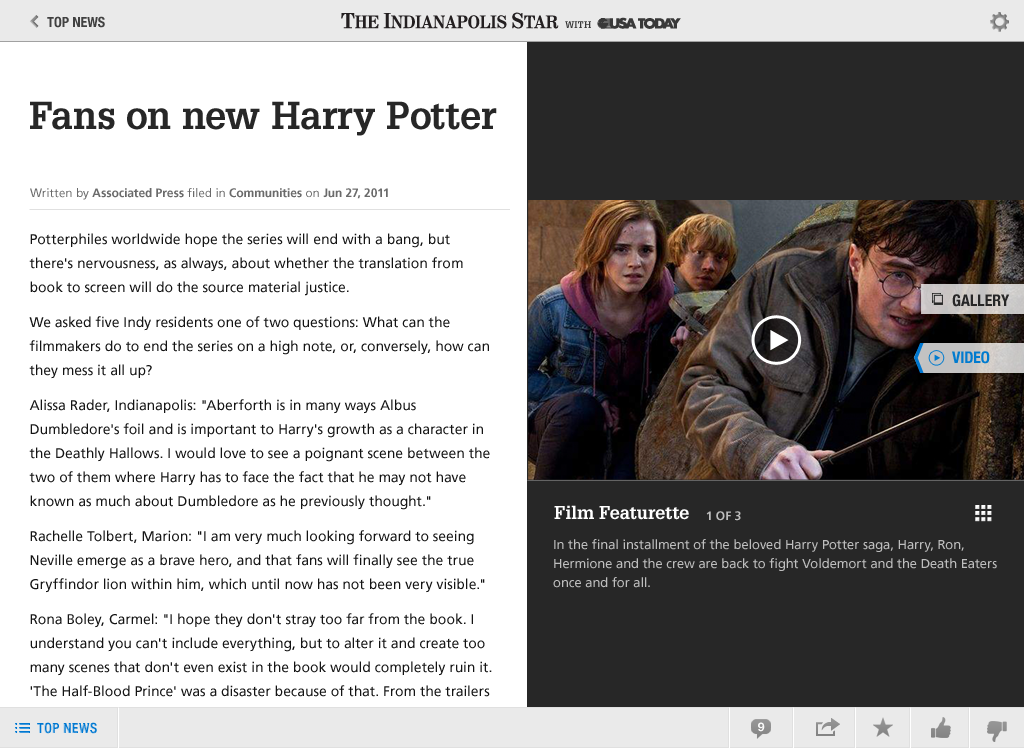 TOP NEWS
THE INDIANAPOLIS STAR WITH USA TODAY
Fans on new Harry Potter
Written by Associated Press filed in Communities on Jun 27, 2011
Potterphiles worldwide hope the series will end with a bang, but
there's nervousness, as always, about whether the translation from
book to screen will do the source material justice.
We asked five Indy residents one of two questions: What can the
filmmakers do to end the series on a high note, or, conversely, how can
they mess it all up?
Alissa Rader, Indianapolis: "Aberforth is in many ways Albus
Dumbledore's foil and is important to Harry's growth as a character in
the Deathly Hallows. I would love to see a poignant scene between the
two of them where Harry has to face the fact that he may not have
known as much about Dumbledore as he previously thought."
Rachelle Tolbert, Marion: "I am very much looking forward to seeing
Neville emerge as a brave hero, and that fans will finally see the true
Gryffindor lion within him, which until now has not been very visible."
Rona Boley, Carmel: "I hope they don't stray too far from the book. I
understand you can't include everything, but to alter it and create too
many scenes that don't even exist in the book would completely ruin it.
'The Half-Blood Prince' was a disaster because of that. From the trailers
GALLERY
VIDEO
Film Featurette 1 OF 3
In the final installment of the beloved Harry Potter saga, Harry, Ron,
Hermione and the crew are back to fight Voldemort and the Death Eaters
once and for all.
TOP NEWS
9